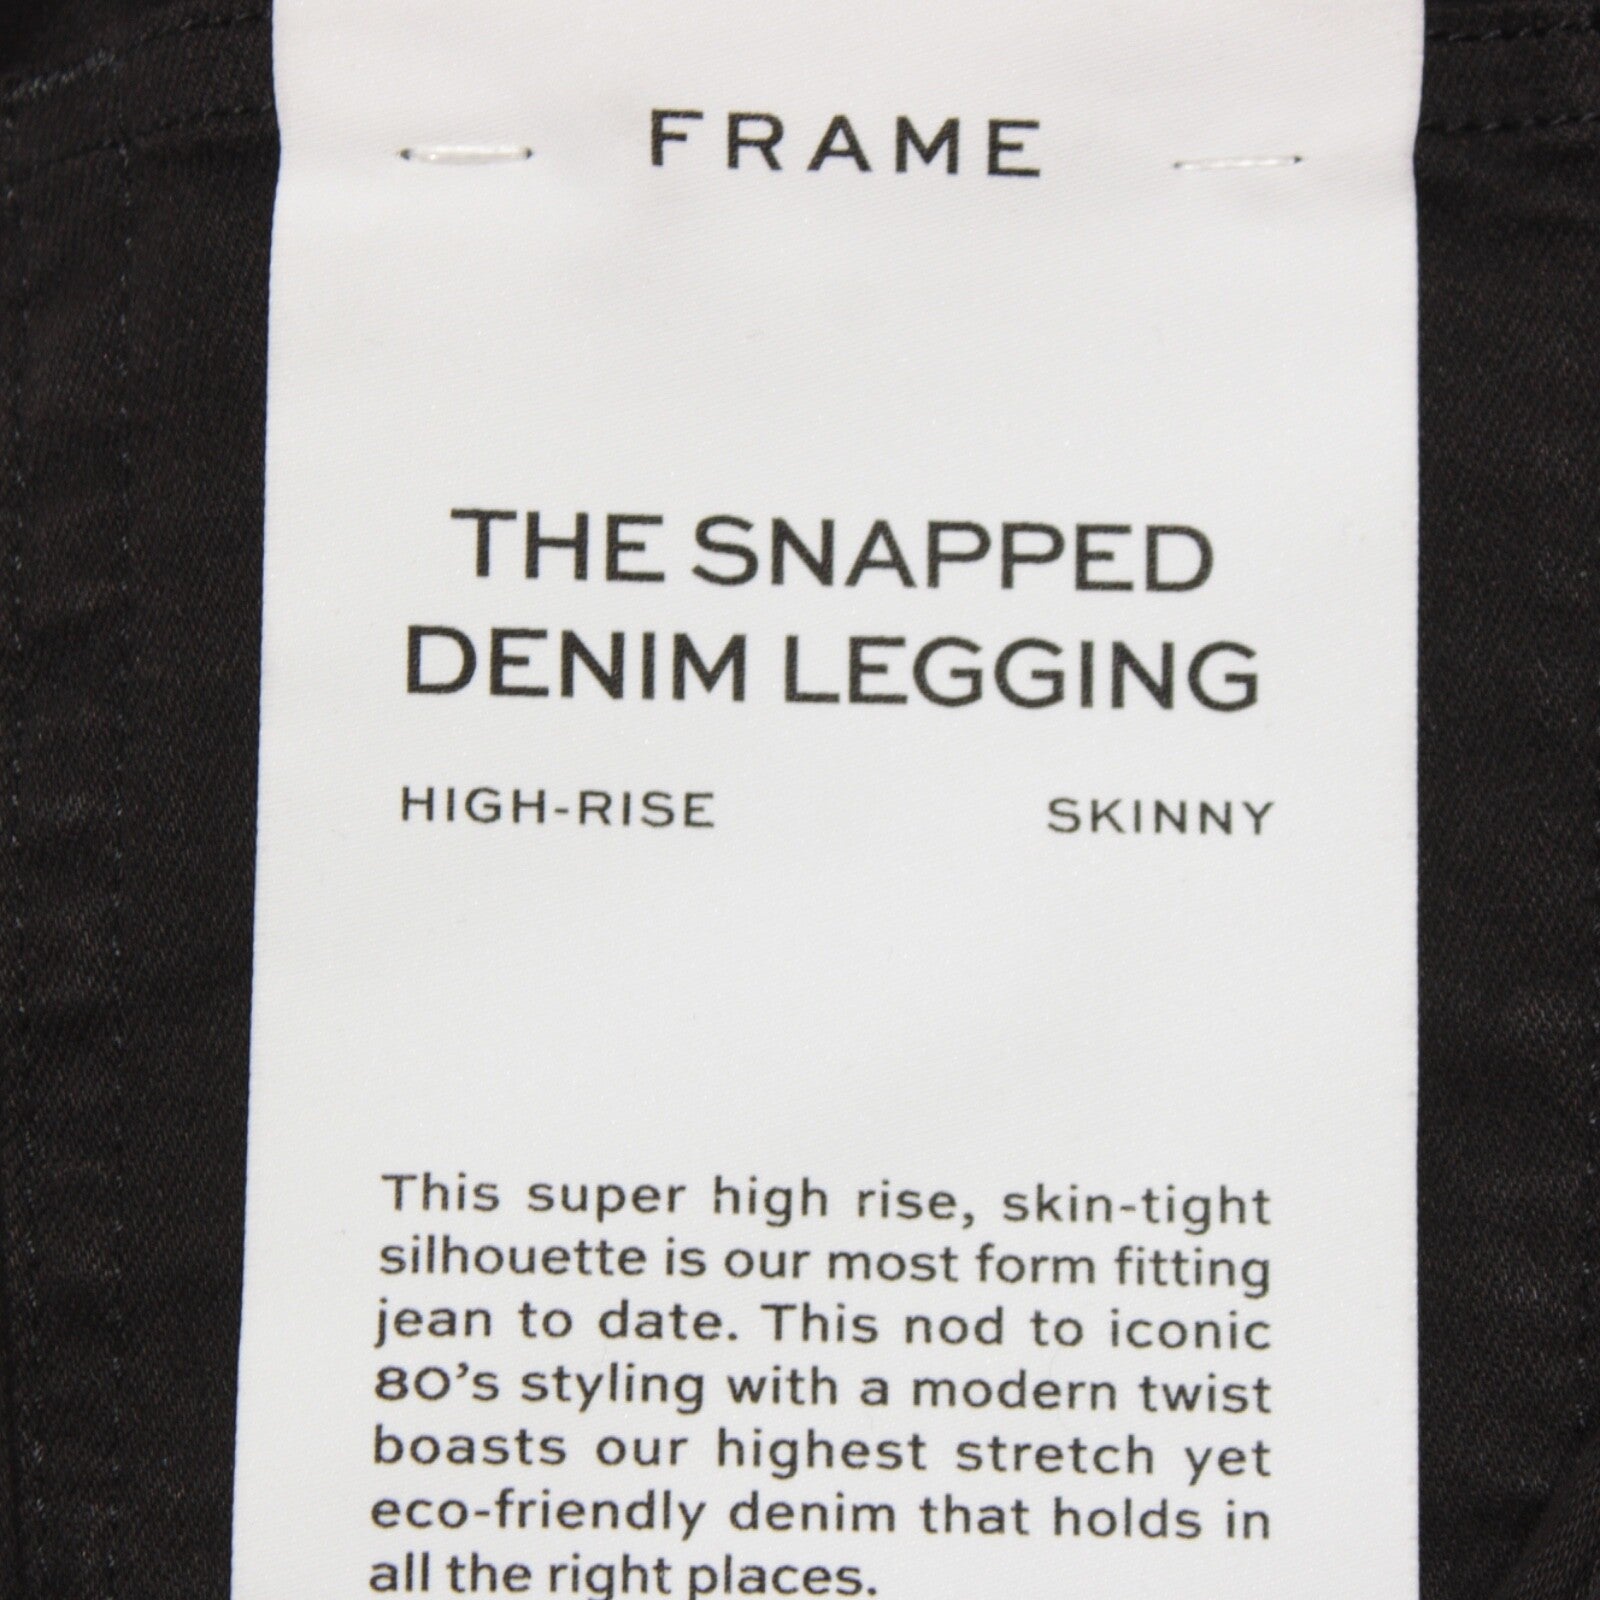 FRAME
THE SNAPPED
DENIM LEGGING
HIGH-RISE SKINNY
This super high rise, skin-tight
silhouette is our most form fitting
jean to date. This nod to iconic
80’s styling with a modern twist
boasts our highest stretch yet
eco-friendly denim that holds in
all the right places.